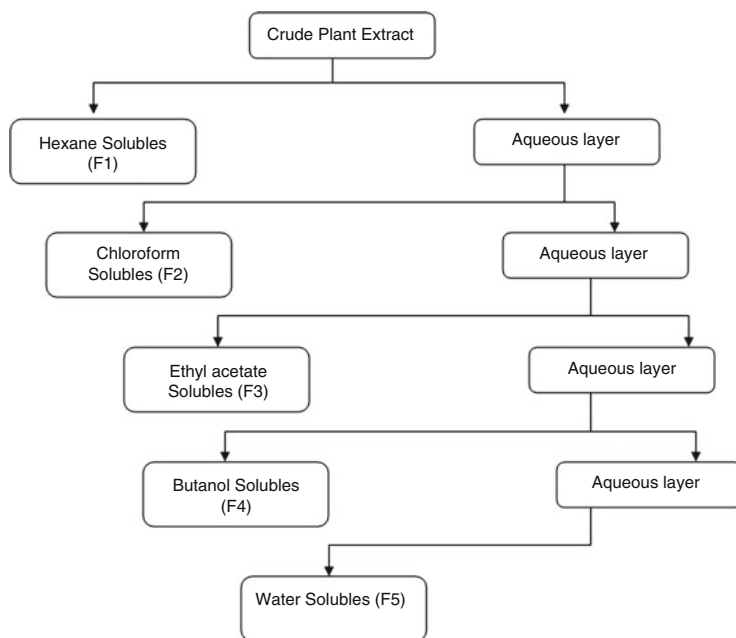 Crude Plant Extract
Hexane Solubles
(F1)
Aqueous layer
Chloroform
Solubles (F2)
Aqueous layer
Ethyl acetate
Solubles (F3)
Aqueous layer
Butanol Solubles
(F4)
Aqueous layer
Water Solubles (F5)